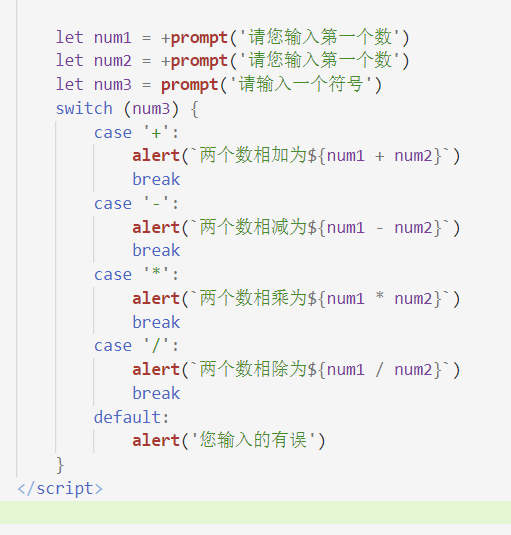 let num1 = +prompt('请您输入第一个数')
let num2 = +prompt('请您输入第一个数')
let num3 = prompt('请输入一个符号')
switch (num3) {
case '+':
alert(`两个数相加为${num1 + num2}`)
break
case '-':
alert(`两个数相减为${num1 - num2}`)
break
case '*':
alert(`两个数相乘为${num1 * num2}`)
break
case '/':
alert(`两个数相除为${num1 / num2}`)
break
default:
alert('您输入的有误')
}
</script>